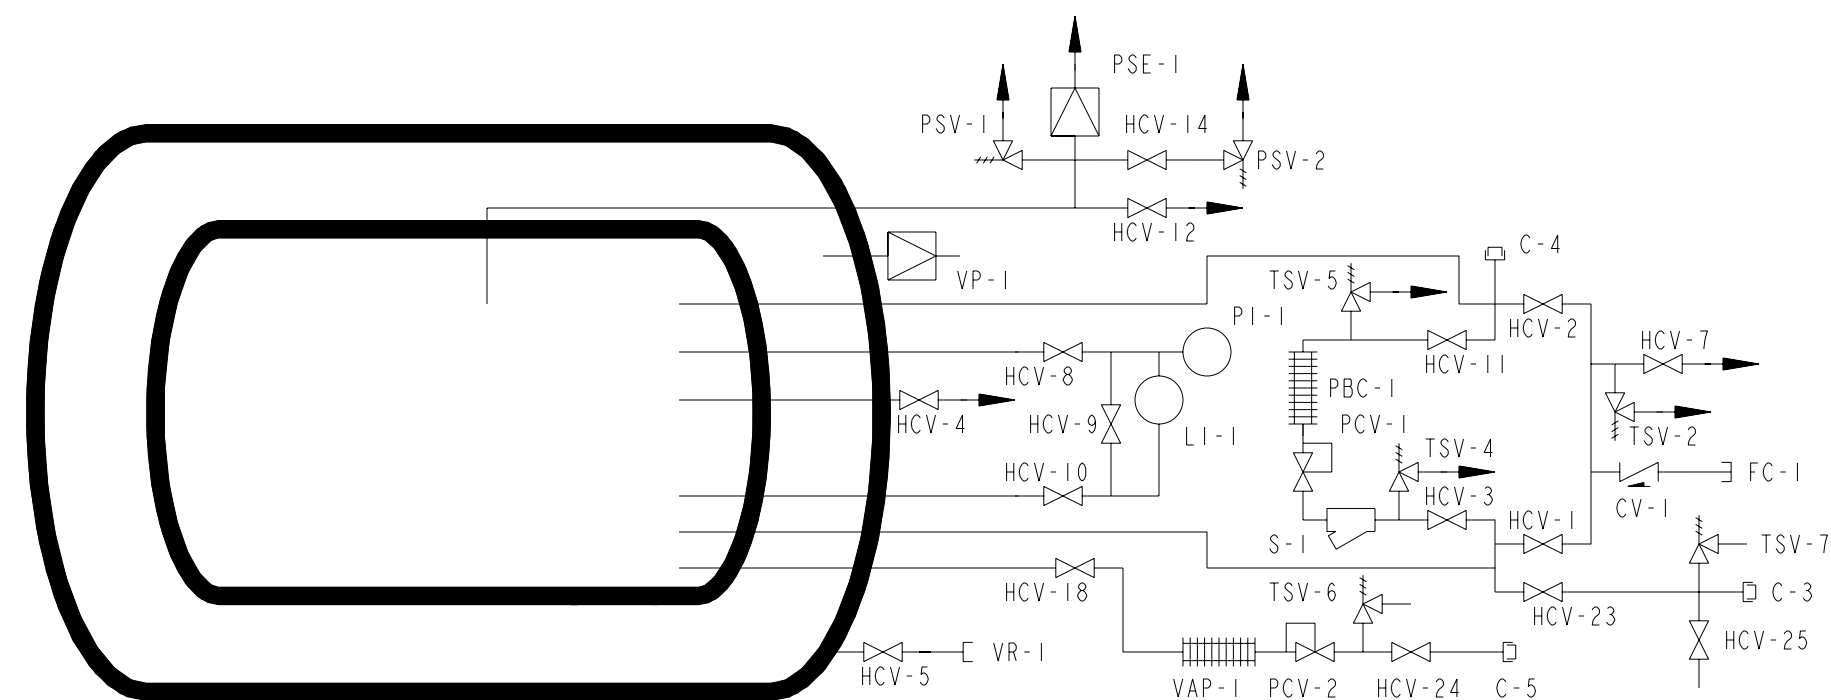 PSE-1
PSV-1
HCV-14
PSV-2
HCV-12
C-4
VP-1
TSV-5
PI-1
HCV-2
HCV-7
HCV-11
HCV-8
PBC-1
HCV-4
HCV-9
PCV-1
LI-1
TSV-4
TSV-2
HCV-10
HCV-3
FC-1
CV-1
HCV-1
S-1
TSV-7
HCV-18
TSV-6
C-3
HCV-23
HCV-25
VR-1
HCV-5
VAP-1
PCV-2
HCV-24
C-5